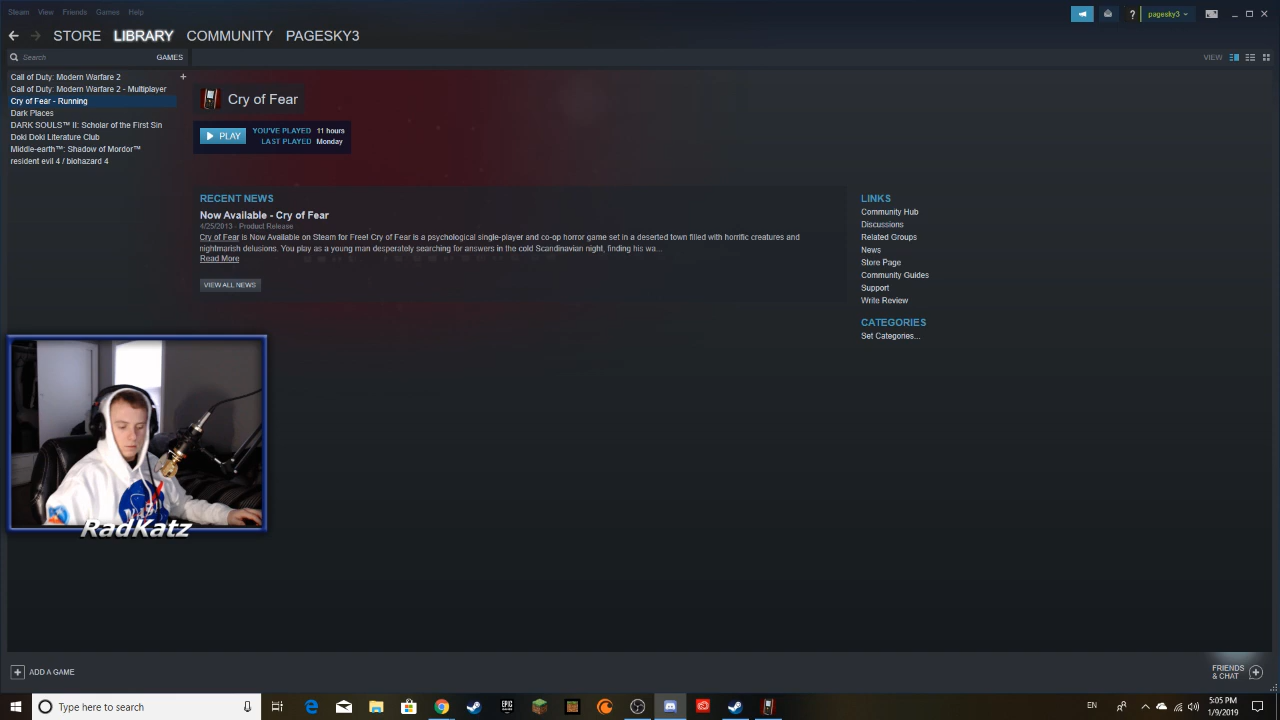 Steam View Friends Games Help
? pagesky3
STORE LIBRARY COMMUNITY PAGESKY3
Search GAMES VIEW
Call of Duty: Modern Warfare 2
Call of Duty: Modern Warfare 2 - Multiplayer
Cry of Fear - Running
Dark Places
DARK SOULS™ II: Scholar of the First Sin
Doki Doki Literature Club
Middle-earth™: Shadow of Mordor™
resident evil 4 / biohazard 4
Cry of Fear
PLAY
YOU'VE PLAYED 11 hours
LAST PLAYED Monday
RECENT NEWS
Now Available - Cry of Fear
4/25/2013 - Product Release
Cry of Fear is Now Available on Steam for Free! Cry of Fear is a psychological single-player and co-op horror game set in a deserted town filled with horrific creatures and
nightmarish delusions. You play as a young man desperately searching for answers in the cold Scandinavian night, finding his wa...
Read More
VIEW ALL NEWS
LINKS
Community Hub
Discussions
Related Groups
News
Store Page
Community Guides
Support
Write Review
CATEGORIES
Set Categories...
NASA
RadKatz
ADD A GAME
FRIENDS
& CHAT
Type here to search
EPIC
GAMES
EN
5:05 PM
1/9/2019